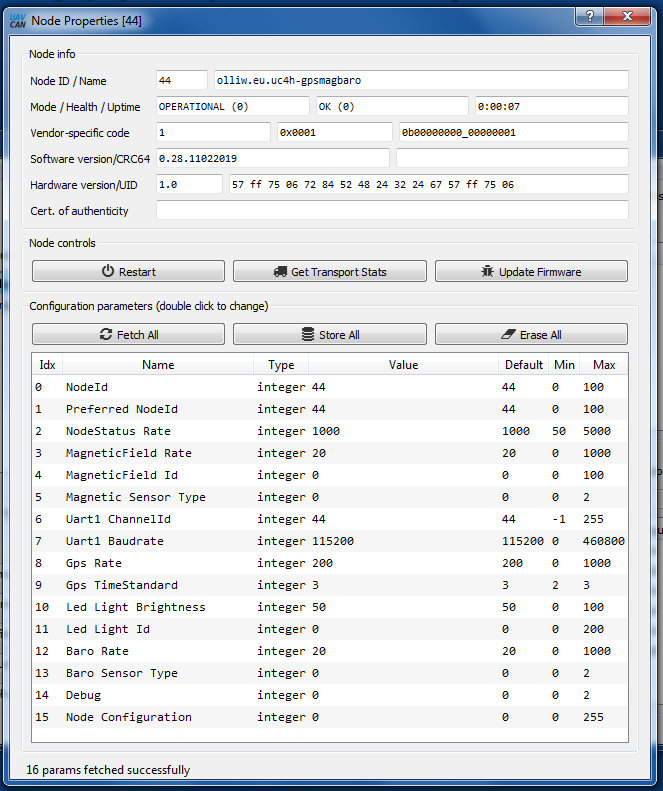 UAV CAN Node Properties [44]
Node info
Node ID / Name 44 olliw.eu.uc4h-gpsmagbaro
Mode / Health / Uptime OPERATIONAL (0) OK (0) 0:00:07
Vendor-specific code 1 0x0001 0b00000000_00000001
Software version/CRC64 0.28.11022019
Hardware version/UID 1.0 57 ff 75 06 72 84 52 48 24 32 24 67 57 ff 75 06
Cert. of authenticity
Node controls
Restart Get Transport Stats Update Firmware
Configuration parameters (double click to change)
Fetch All Store All Erase All
Idx Name Type Value Default Min Max
0 NodeId integer 44 44 0 100
1 Preferred NodeId integer 44 44 0 100
2 NodeStatus Rate integer 1000 1000 50 5000
3 MagneticField Rate integer 20 20 0 1000
4 MagneticField Id integer 0 0 0 100
5 Magnetic Sensor Type integer 0 0 0 2
6 Uart1 ChannelId integer 44 44 -1 255
7 Uart1 Baudrate integer 115200 115200 0 460800
8 Gps Rate integer 200 200 0 1000
9 Gps TimeStandard integer 3 3 2 3
10 Led Light Brightness integer 50 50 0 100
11 Led Light Id integer 0 0 0 200
12 Baro Rate integer 20 20 0 1000
13 Baro Sensor Type integer 0 0 0 2
14 Debug integer 0 0 0 2
15 Node Configuration integer 0 0 0 255
16 params fetched successfully